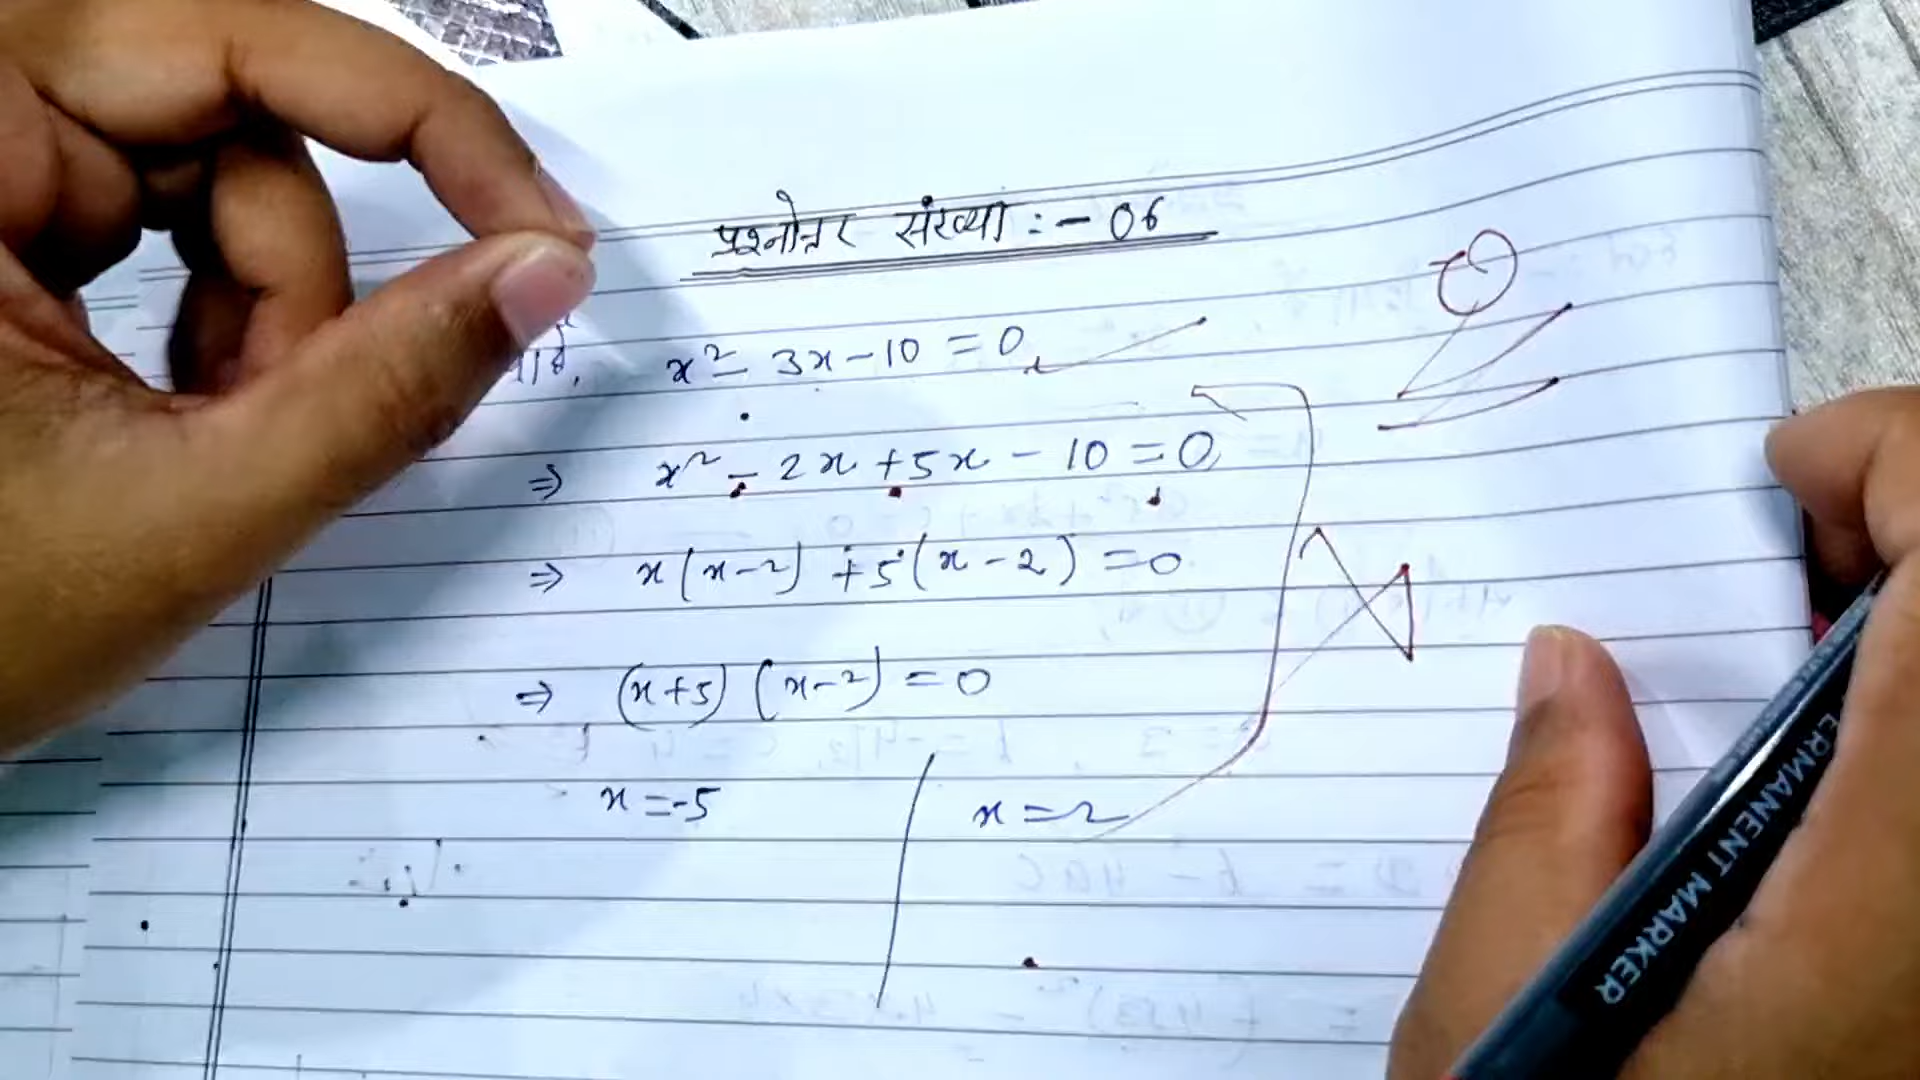 प्रश्नोत्तर संख्या :- 06
x² - 3x - 10 = 0
⇒ x² - 2x + 5x - 10 = 0
⇒ x(x-2) + 5(x-2) = 0
⇒ (x+5) (x-2) = 0
x = -5 | x = 2
PERMANENT MARKER